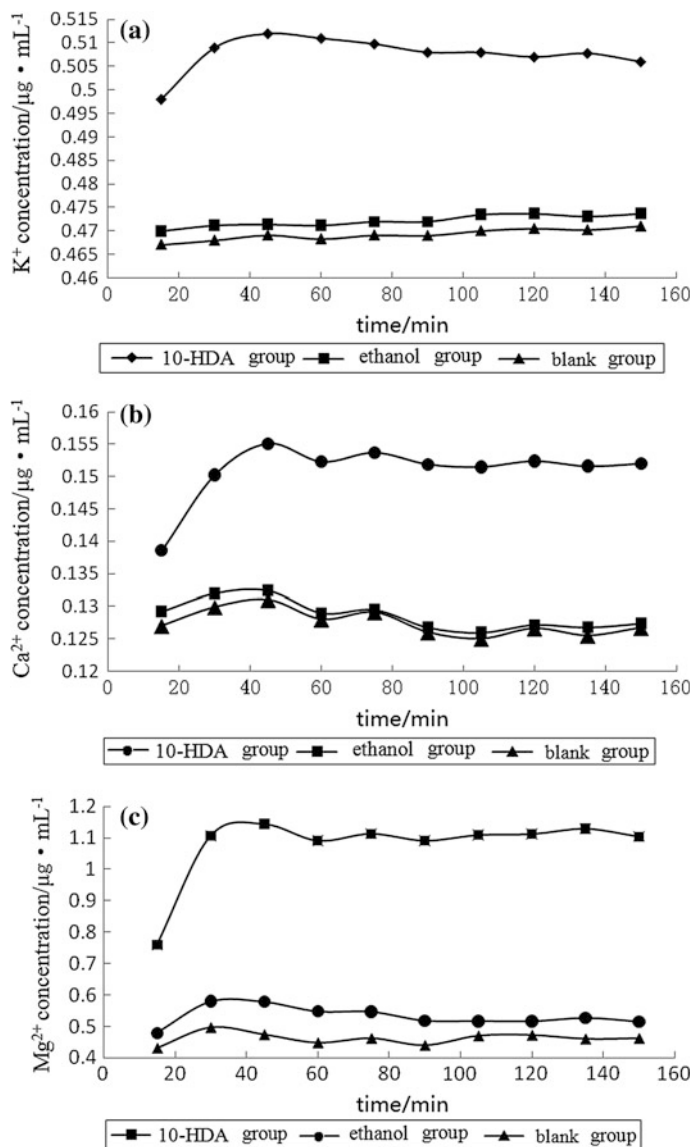 (a)
K⁺ concentration/μg • mL⁻¹
0.515
0.51
0.505
0.5
0.495
0.49
0.485
0.48
0.475
0.47
0.465
0.46
0 20 40 60 80 100 120 140 160
time/min
10-HDA group ethanol group blank group
(b)
Ca²⁺ concentration/μg • mL⁻¹
0.16
0.155
0.15
0.145
0.14
0.135
0.13
0.125
0.12
0 20 40 60 80 100 120 140 160
time/min
10-HDA group ethanol group blank group
(c)
Mg²⁺ concentration/μg • mL⁻¹
1.2
1.1
1
0.9
0.8
0.7
0.6
0.5
0.4
0 20 40 60 80 100 120 140 160
time/min
10-HDA group ethanol group blank group